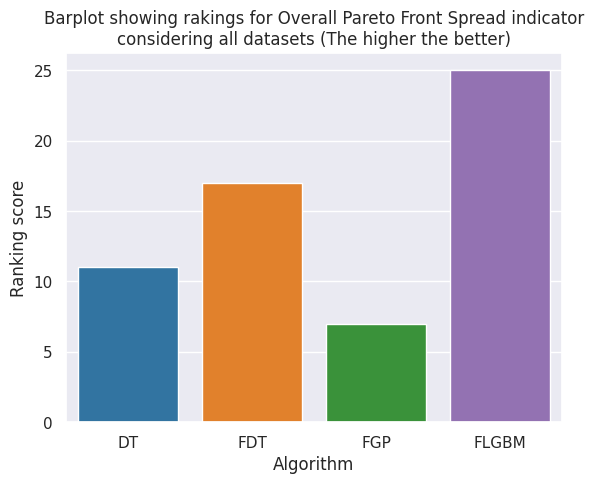 Barplot showing rakings for Overall Pareto Front Spread indicator
considering all datasets (The higher the better)
25
20
15
10
5
0
Ranking score
DT
FDT
FGP
FLGBM
Algorithm